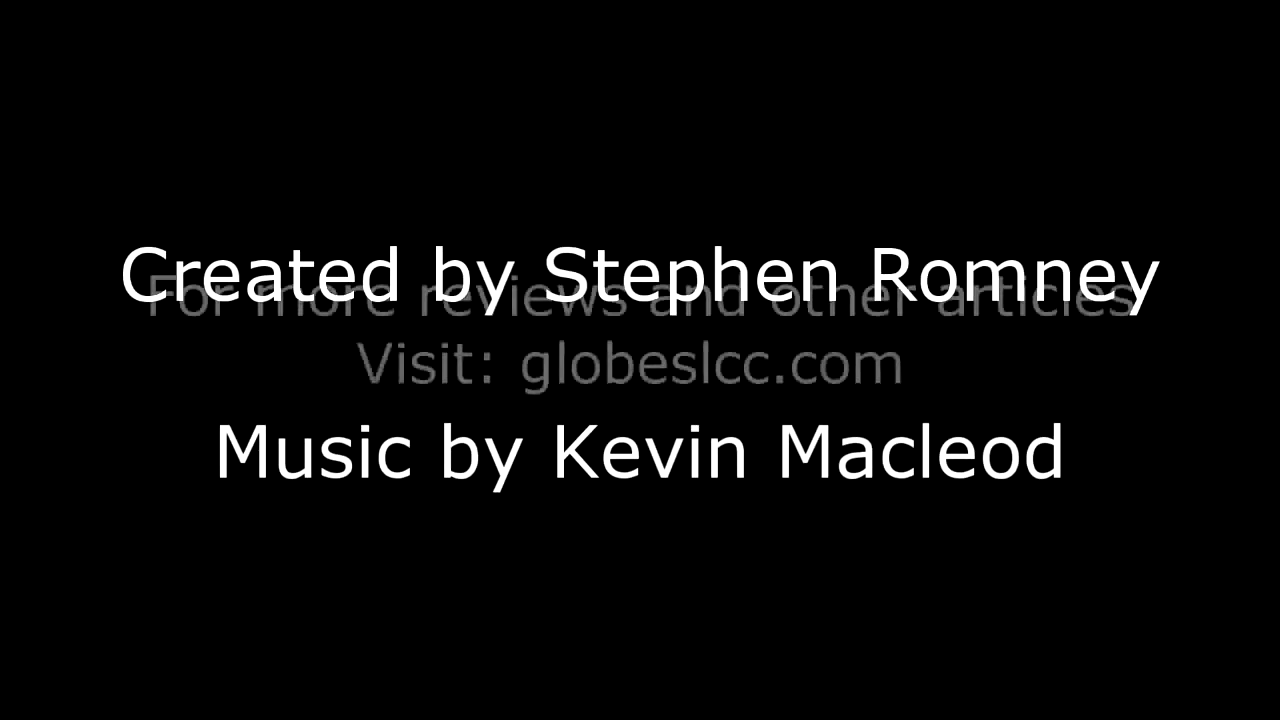 Created by Stephen Romney
For more reviews and other articles
Visit: globeslcc.com
Music by Kevin Macleod